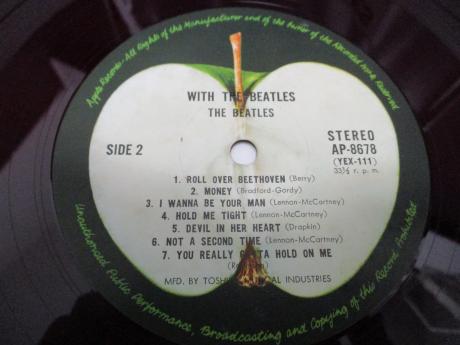 Apple Records-All Rights of the Manufacturer and of the Owner of the Recorded Work Reserved
WITH THE BEATLES
THE BEATLES
SIDE 2
STEREO
AP-8678
(YEX-111)
33⅓ r. p. m.
1. ROLL OVER BEETHOVEN (Berry)
2. MONEY (Bradford-Gordy)
3. I WANNA BE YOUR MAN (Lennon-McCartney)
4. HOLD ME TIGHT (Lennon-McCartney)
5. DEVIL IN HER HEART (Drapkin)
6. NOT A SECOND TIME (Lennon-McCartney)
7. YOU REALLY GOTTA HOLD ON ME
MFD. BY TOSHIBA MUSICAL INDUSTRIES
Unauthorized Public Performance, Broadcasting and Copying of this Record Prohibited